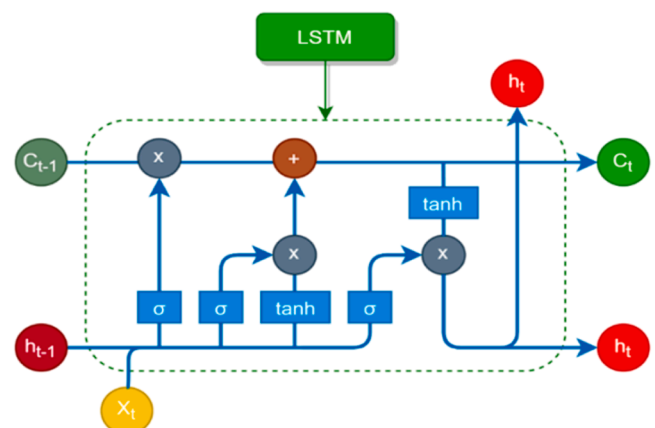 LSTM
hₜ
Cₜ₋₁
x
+
Cₜ
tanh
x
x
σ
σ
tanh
σ
hₜ₋₁
hₜ
Xₜ